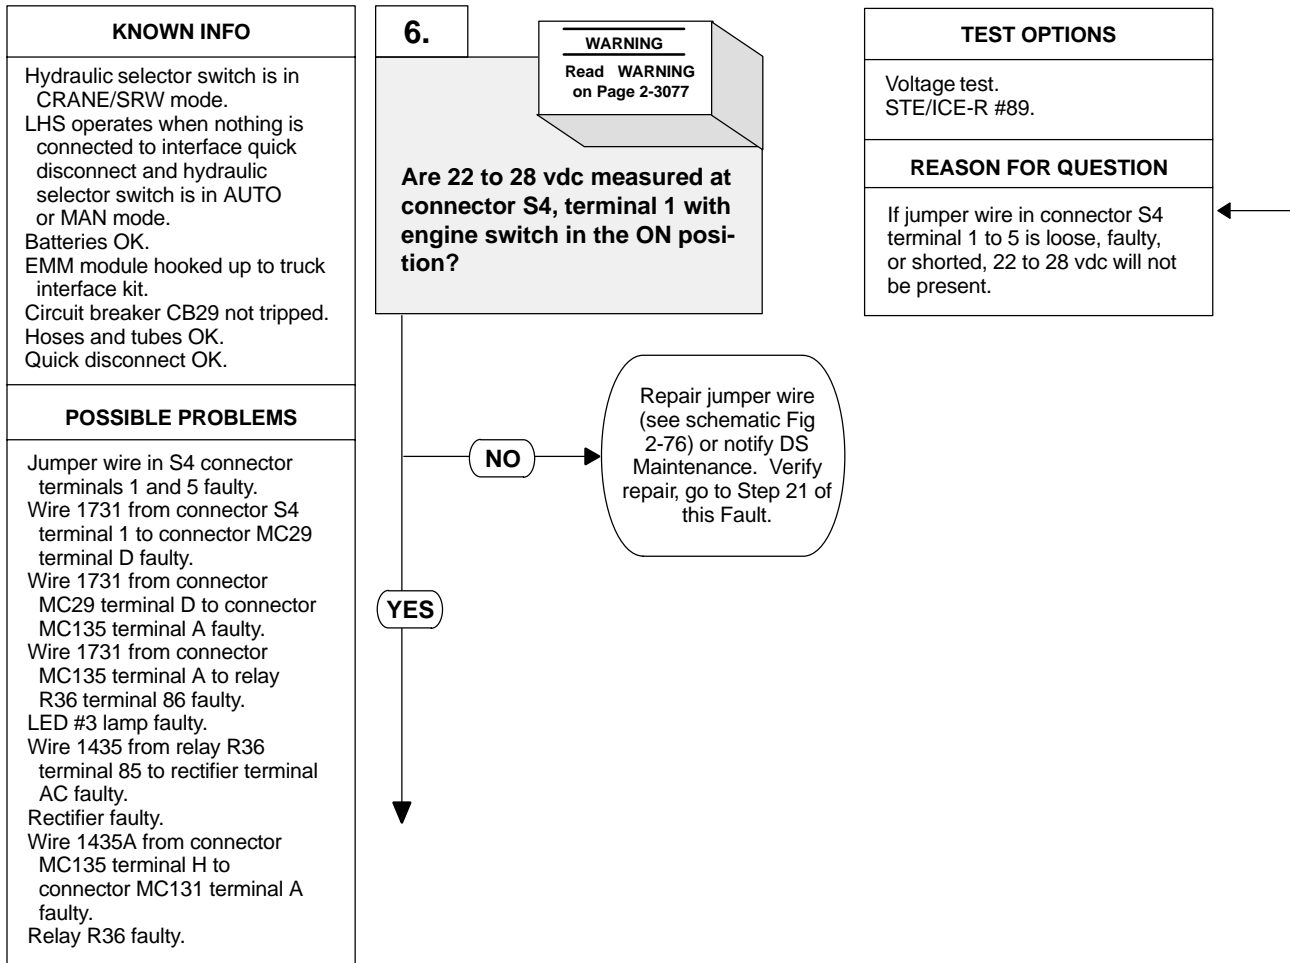 KNOWN INFO
Hydraulic selector switch is in
CRANE/SRW mode.
LHS operates when nothing is
connected to interface quick
disconnect and hydraulic
selector switch is in AUTO
or MAN mode.
Batteries OK.
EMM module hooked up to truck
interface kit.
Circuit breaker CB29 not tripped.
Hoses and tubes OK.
Quick disconnect OK.
POSSIBLE PROBLEMS
Jumper wire in S4 connector
terminals 1 and 5 faulty.
Wire 1731 from connector S4
terminal 1 to connector MC29
terminal D faulty.
Wire 1731 from connector
MC29 terminal D to connector
MC135 terminal A faulty.
Wire 1731 from connector
MC135 terminal A to relay
R36 terminal 86 faulty.
LED #3 lamp faulty.
Wire 1435 from relay R36
terminal 85 to rectifier terminal
AC faulty.
Rectifier faulty.
Wire 1435A from connector
MC135 terminal H to
connector MC131 terminal A
faulty.
Relay R36 faulty.
6.
WARNING
Read WARNING
on Page 2-3077
Are 22 to 28 vdc measured at
connector S4, terminal 1 with
engine switch in the ON posi-
tion?
NO
Repair jumper wire
(see schematic Fig
2-76) or notify DS
Maintenance. Verify
repair, go to Step 21 of
this Fault.
YES
TEST OPTIONS
Voltage test.
STE/ICE-R #89.
REASON FOR QUESTION
If jumper wire in connector S4
terminal 1 to 5 is loose, faulty,
or shorted, 22 to 28 vdc will not
be present.